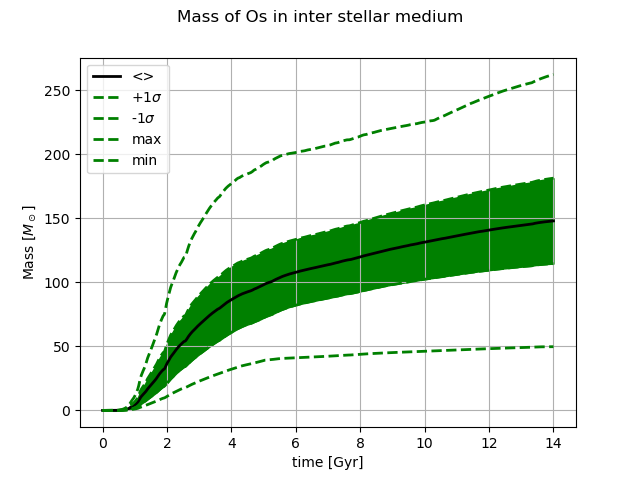 Mass of Os in inter stellar medium
<>
+1σ
-1σ
max
min
Mass [M⊙]
250
200
150
100
50
0
0 2 4 6 8 10 12 14
time [Gyr]